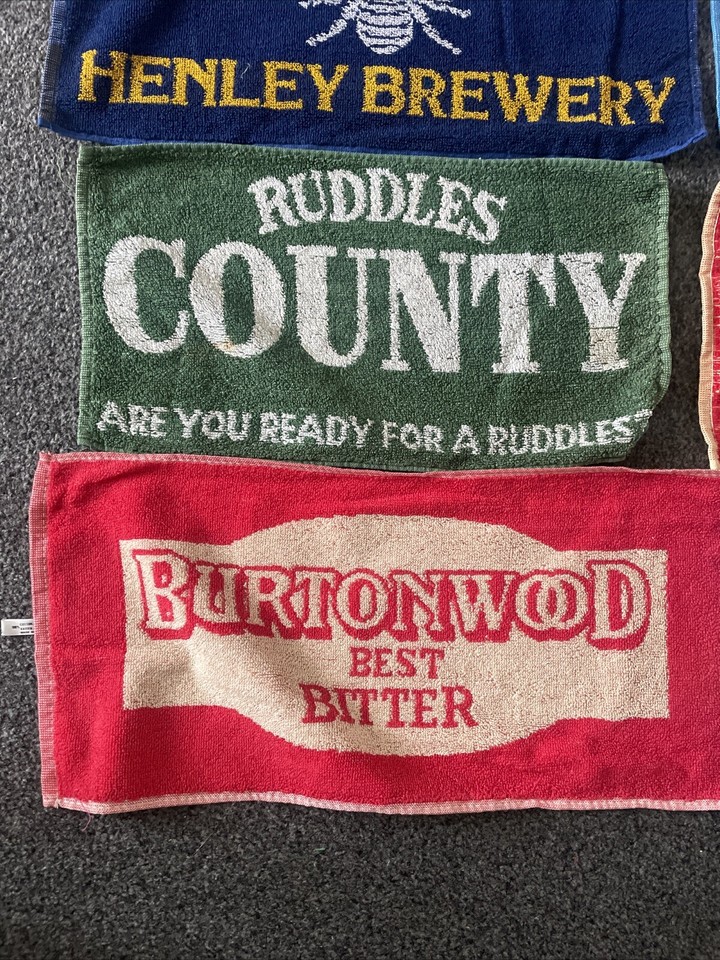 HENLEY BREWERY
RUDDLES
COUNTY
ARE YOU READY FOR A RUDDLES
BURTONWOOD
BEST
BITTER